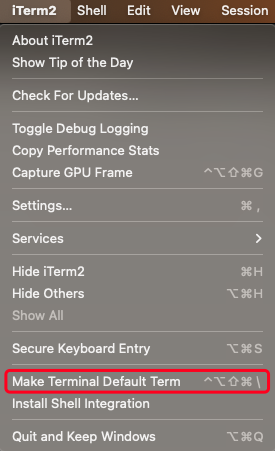 iTerm2 Shell Edit View Session
About iTerm2
Show Tip of the Day
Check For Updates...
Toggle Debug Logging
Copy Performance Stats
Capture GPU Frame ^⌥⇧⌘G
Settings... ⌘ ,
Services >
Hide iTerm2 ⌘H
Hide Others ⌥⌘H
Show All
Secure Keyboard Entry ⌥⌘S
Make Terminal Default Term ^⌥⇧⌘\
Install Shell Integration
Quit and Keep Windows ⌥⌘Q